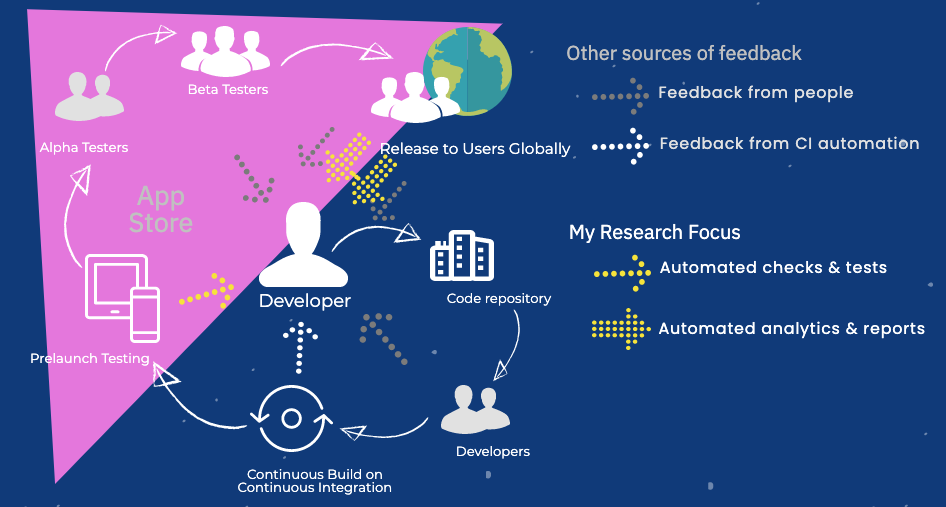 Other sources of feedback
Feedback from people
Feedback from CI automation
Beta Testers
Alpha Testers
Release to Users Globally
App
Store
My Research Focus
Automated checks & tests
Automated analytics & reports
Developer
Code repository
Prelaunch Testing
Developers
Continuous Build on
Continuous Integration